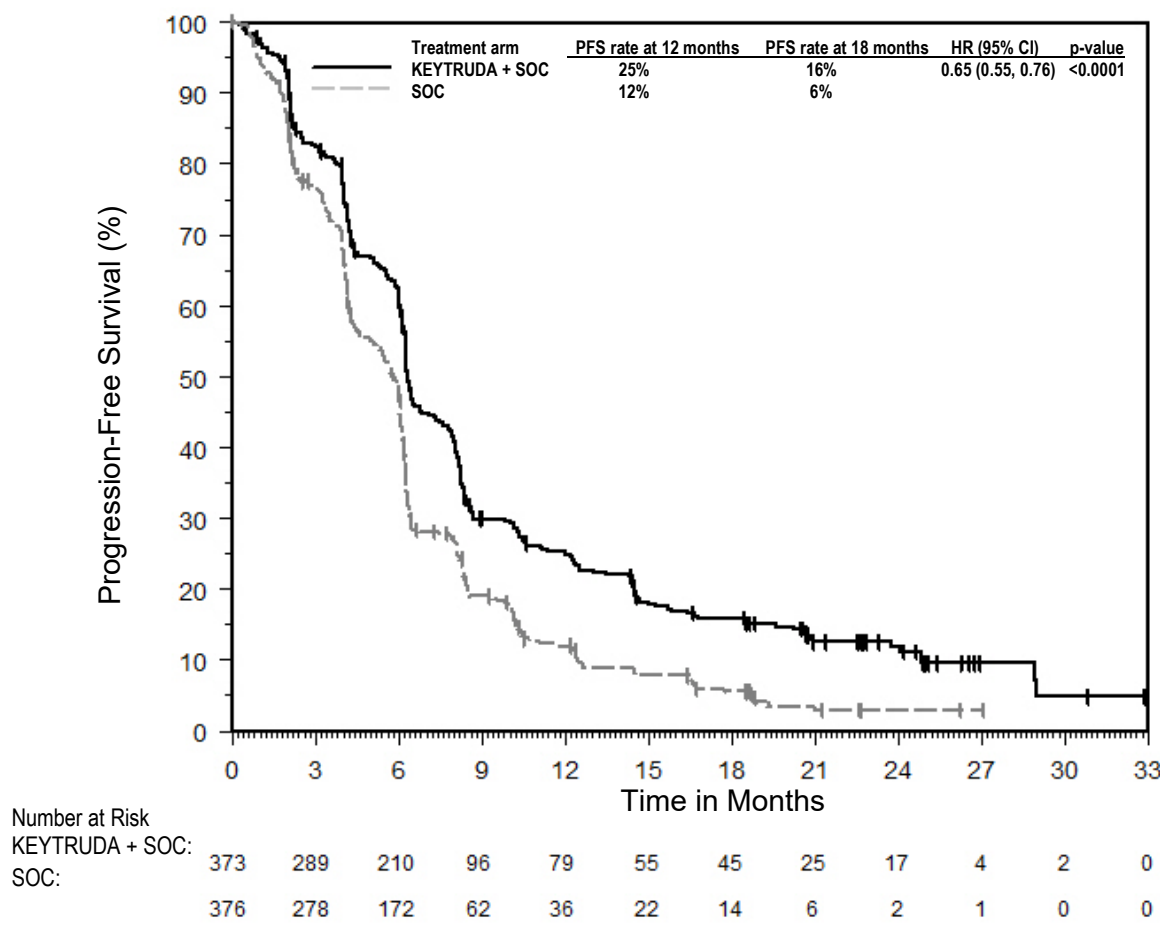 Treatment arm PFS rate at 12 months PFS rate at 18 months HR (95% CI) p-value
KEYTRUDA + SOC 25% 16% 0.65 (0.55, 0.76) <0.0001
SOC 12% 6%
Progression-Free Survival (%)
100
90
80
70
60
50
40
30
20
10
0
0 3 6 9 12 15 18 21 24 27 30 33
Time in Months
Number at Risk
KEYTRUDA + SOC:
373 289 210 96 79 55 45 25 17 4 2 0
SOC:
376 278 172 62 36 22 14 6 2 1 0 0